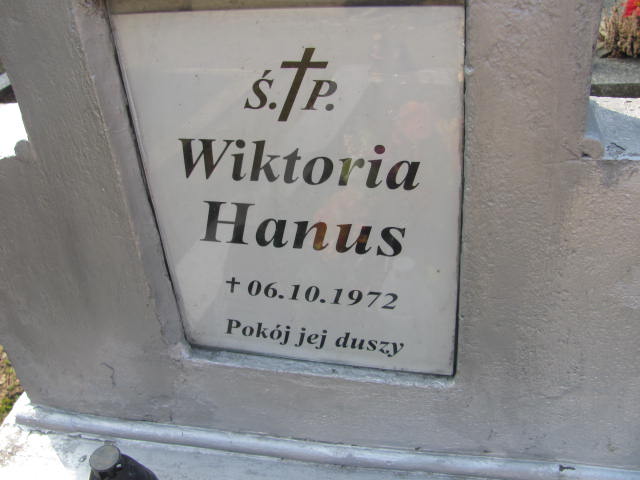 Ś.†P.
Wiktoria
Hanus
† 06.10.1972
Pokój jej duszy